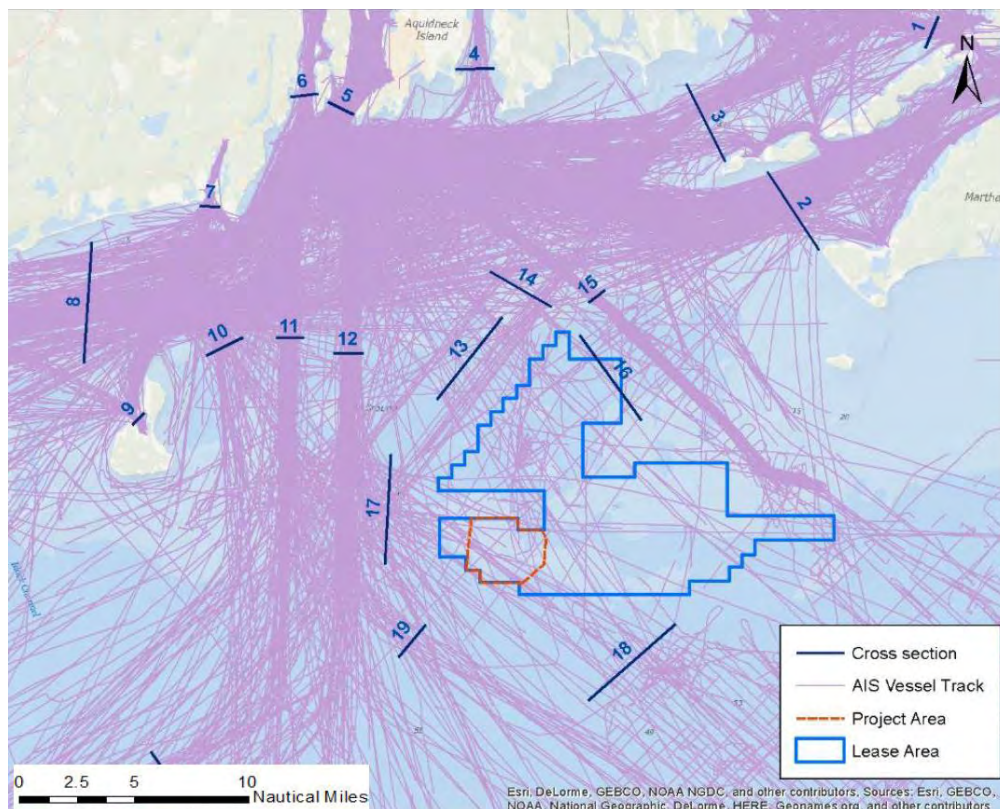 Aquidneck
Island
1
N
4
6
5
3
7
2
Martha
8
14
15
10
11
12
13
16
9
15
20
17
19
18
Cross section
AIS Vessel Track
Project Area
Lease Area
0 2.5 5 10
Nautical Miles
Esri, DeLorme, GEBCO, NOAA NGDC, and other contributors, Sources: Esri, GEBCO,
NOAA, National Geographic, DeLorme, HERE, Geonames.org, and other contributors